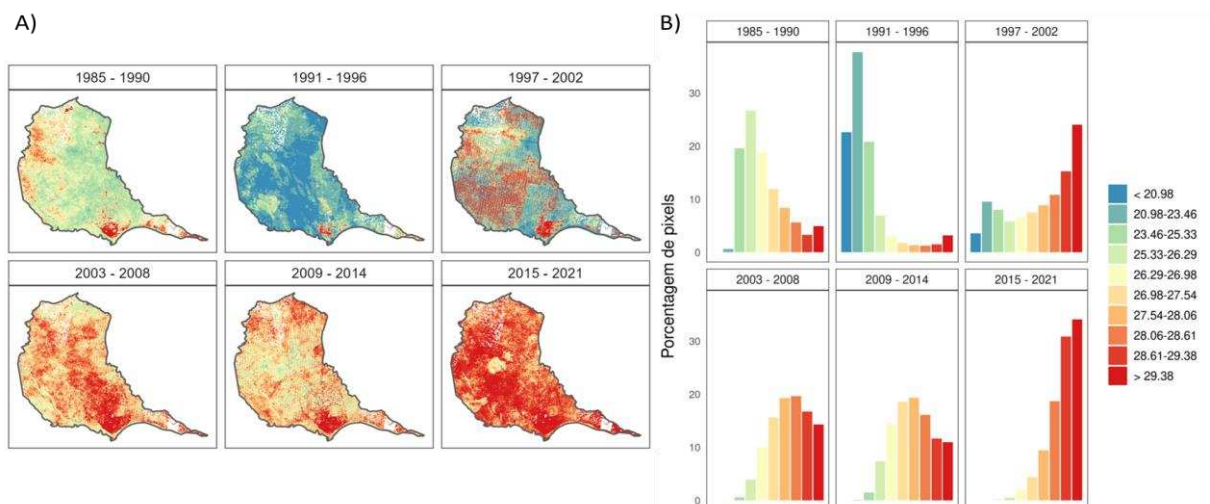 A)
1985 - 1990
1991 - 1996
1997 - 2002
2003 - 2008
2009 - 2014
2015 - 2021
B)
1985 - 1990
1991 - 1996
1997 - 2002
30
20
10
0
2003 - 2008
2009 - 2014
2015 - 2021
30
20
10
0
Porcentagem de pixels
< 20.98
20.98-23.46
23.46-25.33
25.33-26.29
26.29-26.98
26.98-27.54
27.54-28.06
28.06-28.61
28.61-29.38
> 29.38